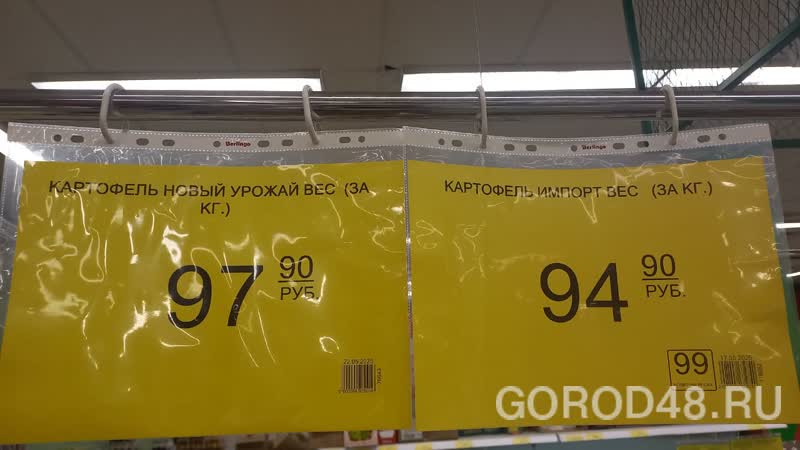 Berlingo
КАРТОФЕЛЬ НОВЫЙ УРОЖАЙ ВЕС (ЗА
КГ.)
97 90
РУБ.
Berlingo
КАРТОФЕЛЬ ИМПОРТ ВЕС (ЗА КГ.)
94 90
РУБ.
99
GOROD48.RU